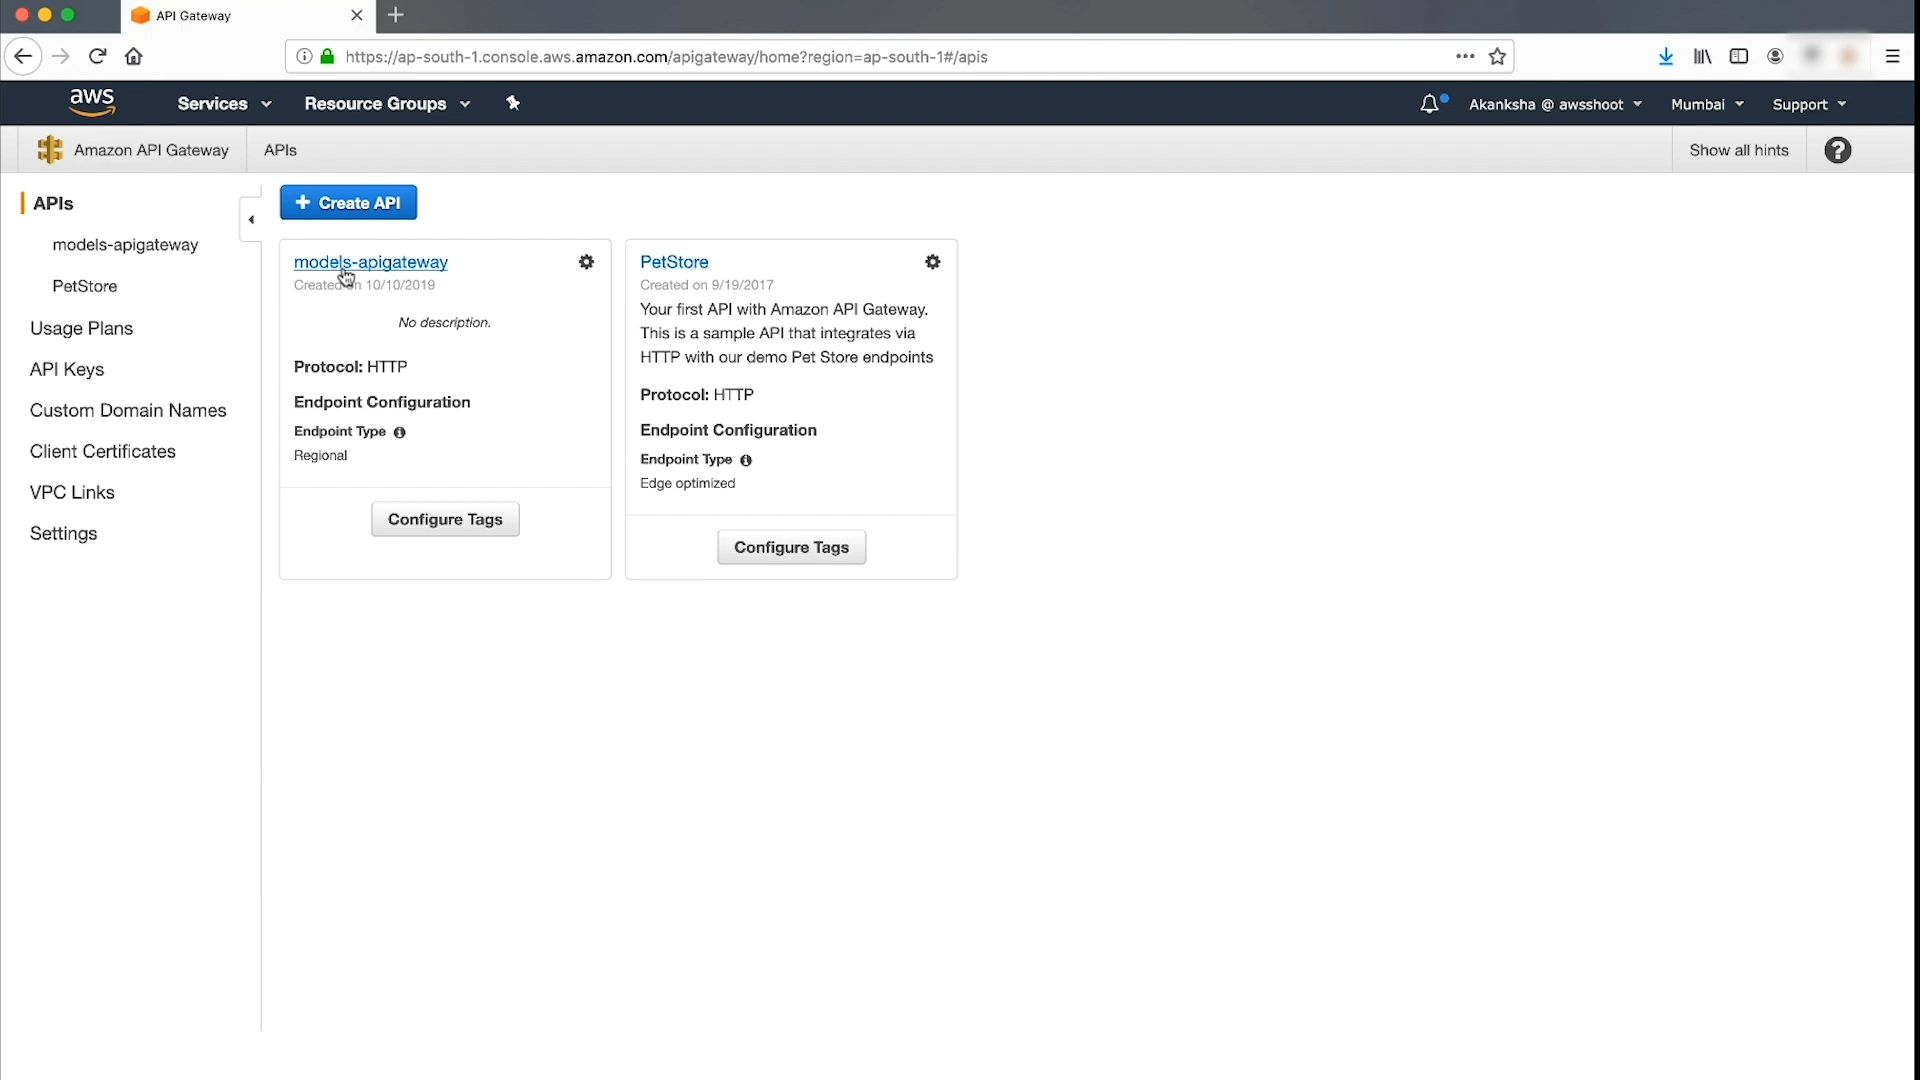 API Gateway
https://ap-south-1.console.aws.amazon.com/apigateway/home?region=ap-south-1#/apis
aws
Services
Resource Groups
Akanksha @ awsshoot
Mumbai
Support
Amazon API Gateway
APIs
Show all hints
?
APIs
models-apigateway
PetStore
Usage Plans
API Keys
Custom Domain Names
Client Certificates
VPC Links
Settings
+ Create API
models-apigateway
Created on 10/10/2019
No description.
Protocol: HTTP
Endpoint Configuration
Endpoint Type
Regional
Configure Tags
PetStore
Created on 9/19/2017
Your first API with Amazon API Gateway.
This is a sample API that integrates via
HTTP with our demo Pet Store endpoints
Protocol: HTTP
Endpoint Configuration
Endpoint Type
Edge optimized
Configure Tags